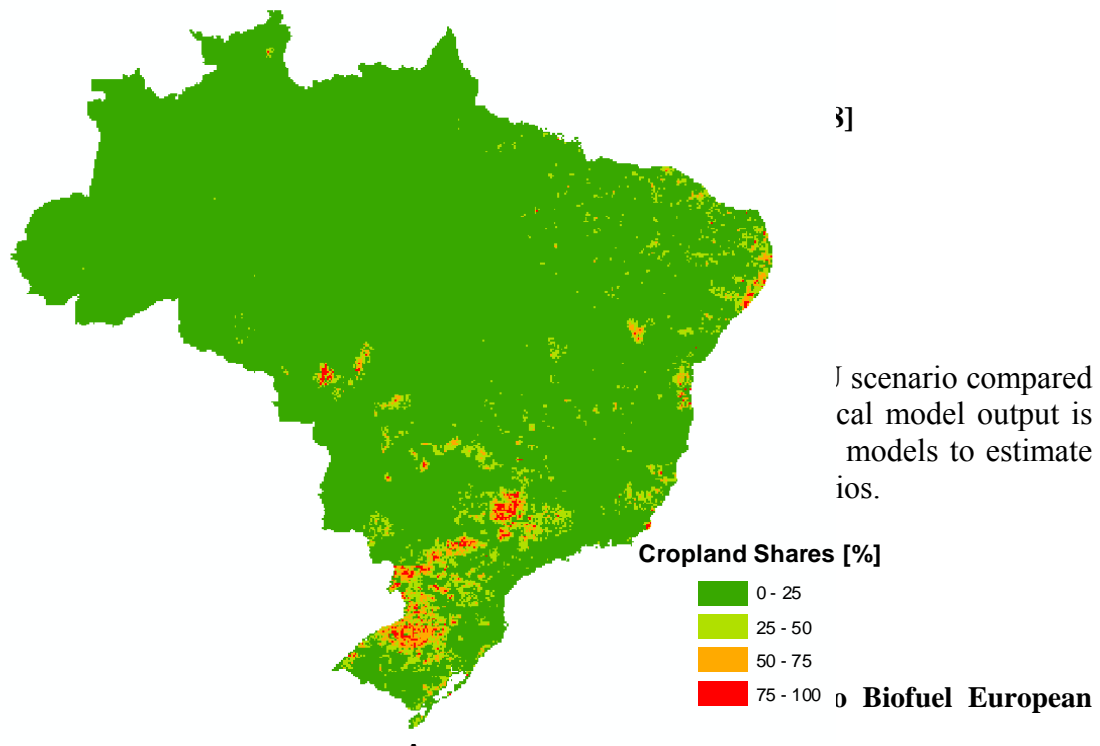 ]
scenario compared
cal model output is
models to estimate
ios.
Cropland Shares [%]
0 - 25
25 - 50
50 - 75
75 - 100
o Biofuel European